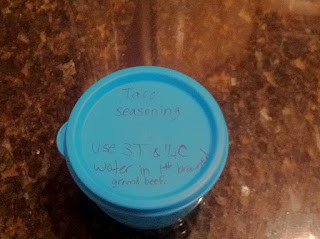 Taco
seasoning
Use 3T & 1/4C
water in 1# browned
ground beef.